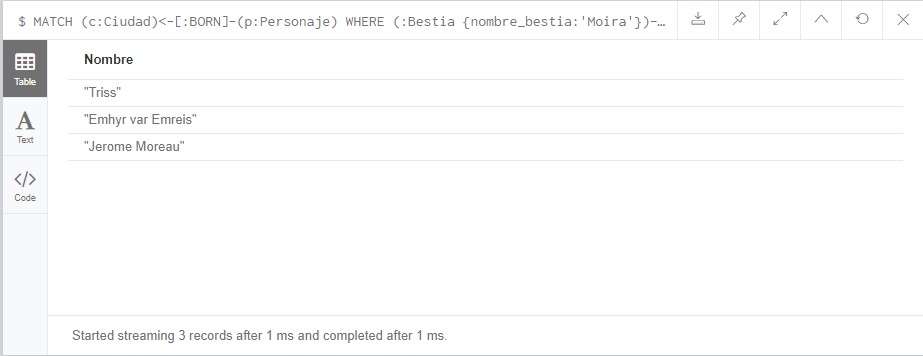 $ MATCH (c:Ciudad)<-[:BORN]-(p:Personaje) WHERE (:Bestia {nombre_bestia:'Moira'})-…
Table
Nombre
"Triss"
"Emhyr var Emreis"
"Jerome Moreau"
A
Text
</>
Code
Started streaming 3 records after 1 ms and completed after 1 ms.